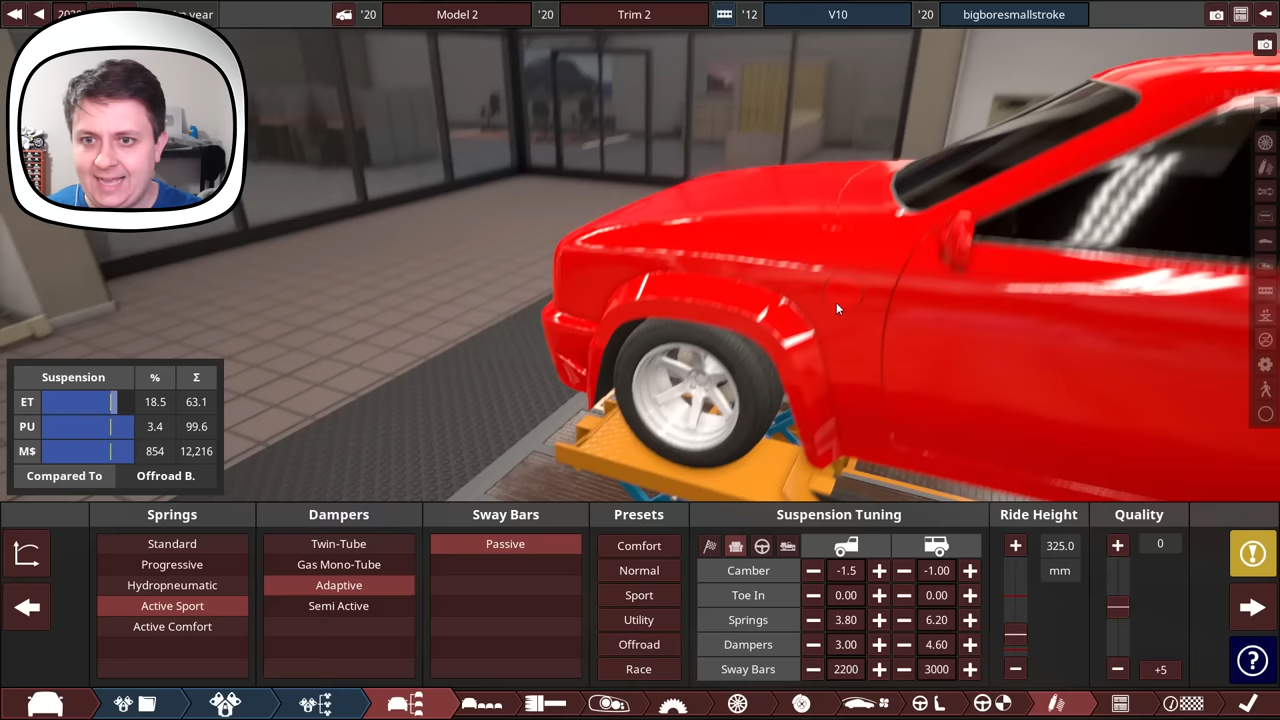 '20 Model 2 '20 Trim 2 '12 V10 '20 bigboresmallstroke
Suspension % Σ
ET 18.5 63.1
PU 3.4 99.6
M$ 854 12,216
Compared To Offroad B.
Springs Dampers Sway Bars Presets Suspension Tuning Ride Height Quality
Standard Twin-Tube Passive Comfort 325.0 0
Progressive Gas Mono-Tube Normal Camber -1.5 -1.00 mm
Hydropneumatic Adaptive Sport Toe In 0.00 0.00
Active Sport Semi Active Utility Springs 3.80 6.20
Active Comfort Offroad Dampers 3.00 4.60
Race Sway Bars 2200 3000 +5